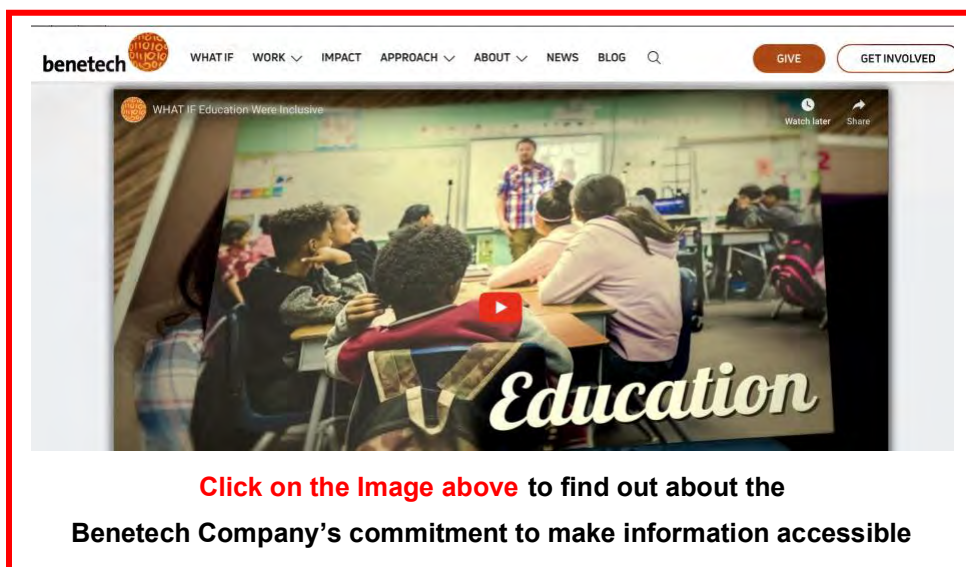 benetech
WHAT IF WORK IMPACT APPROACH ABOUT NEWS BLOG GIVE GET INVOLVED
WHAT IF Education Were Inclusive
Watch later Share
Education
Click on the Image above to find out about the
Benetech Company's commitment to make information accessible